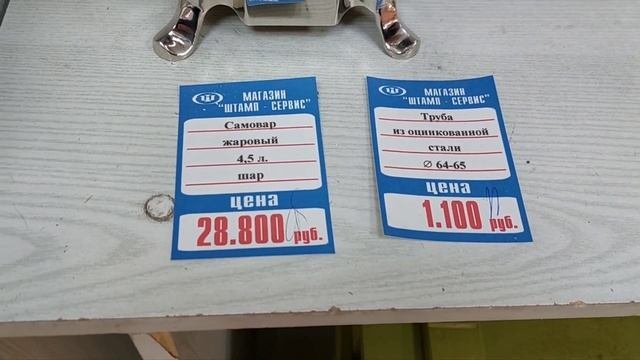 Ш
МАГАЗИН
"ШТАМП - СЕРВИС"
Самовар
жаровый
4,5 л.
шар
цена
28.800 руб.
Ш
МАГАЗИН
"ШТАМП - СЕРВИС"
Труба
из оцинкованной
стали
Ø 64-65
цена
1.100 руб.